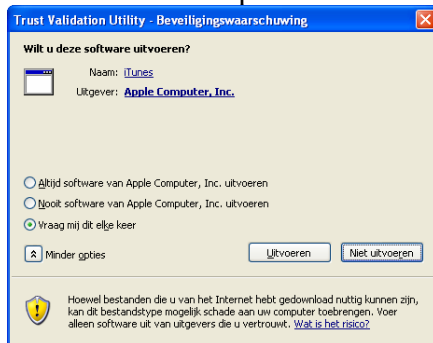 Trust Validation Utility - Beveiligingswaarschuwing
Wilt u deze software uitvoeren?
Naam: iTunes
Uitgever: Apple Computer, Inc.
Altijd software van Apple Computer, Inc. uitvoeren
Nooit software van Apple Computer, Inc. uitvoeren
Vraag mij dit elke keer
Minder opties
Uitvoeren
Niet uitvoeren
Hoewel bestanden die u van het Internet hebt gedownload nuttig kunnen zijn,
kan dit bestandstype mogelijk schade aan uw computer toebrengen. Voer
alleen software uit van uitgevers die u vertrouwt. Wat is het risico?